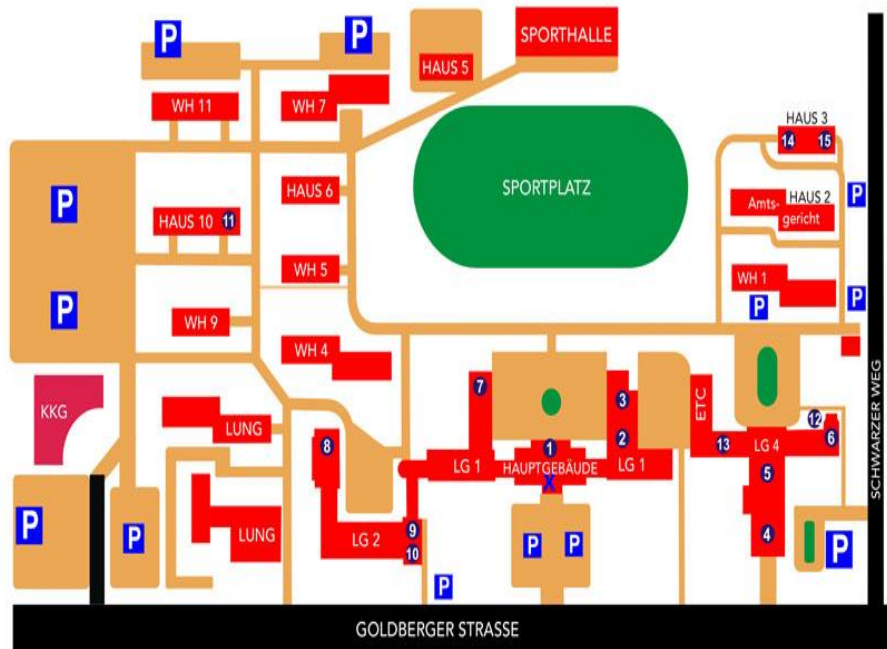 P
P
SPORTHALLE
HAUS 5
WH 11
WH 7
HAUS 3
14 15
P
SPORTPLATZ
HAUS 6
P
HAUS 2
Amts-
gericht
HAUS 10 11
WH 5
WH 1
P
P
P
WH 9
WH 4
KKG
7
3
ETC
12
LUNG
8
1
2
13
LG 4
6
LG 1
HAUPTGEBÄUDE
LG 1
5
X
SCHWARZER WEG
P
P
LUNG
LG 2
9
10
P
P
4
P
P
GOLDBERGER STRASSE